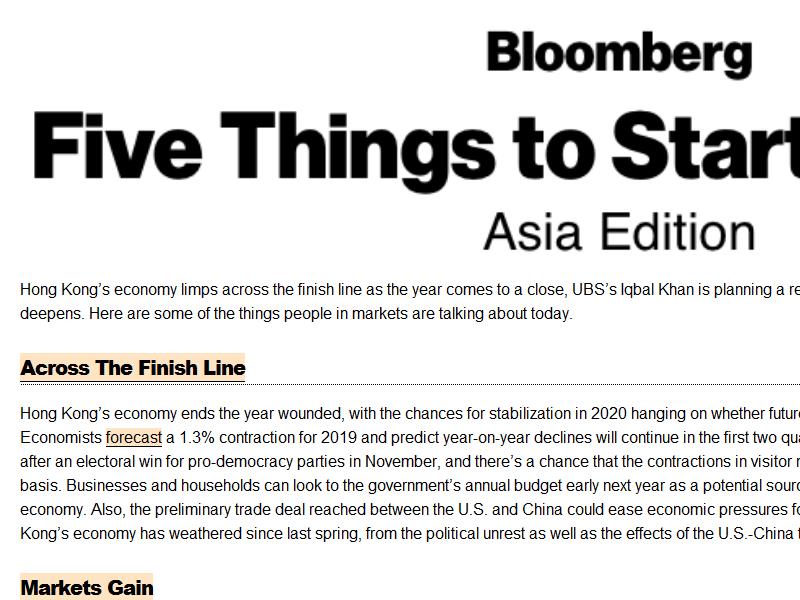 Bloomberg
Five Things to Start
Asia Edition
Hong Kong’s economy limps across the finish line as the year comes to a close, UBS’s Iqbal Khan is planning a
deepens. Here are some of the things people in markets are talking about today.
Across The Finish Line
Hong Kong’s economy ends the year wounded, with the chances for stabilization in 2020 hanging on whether
Economists forecast a 1.3% contraction for 2019 and predict year-on-year declines will continue in the first two
after an electoral win for pro-democracy parties in November, and there’s a chance that the contractions in visitor
basis. Businesses and households can look to the government’s annual budget early next year as a potential
economy. Also, the preliminary trade deal reached between the U.S. and China could ease economic pressures
Kong’s economy has weathered since last spring, from the political unrest as well as the effects of the U.S.-China
Markets Gain